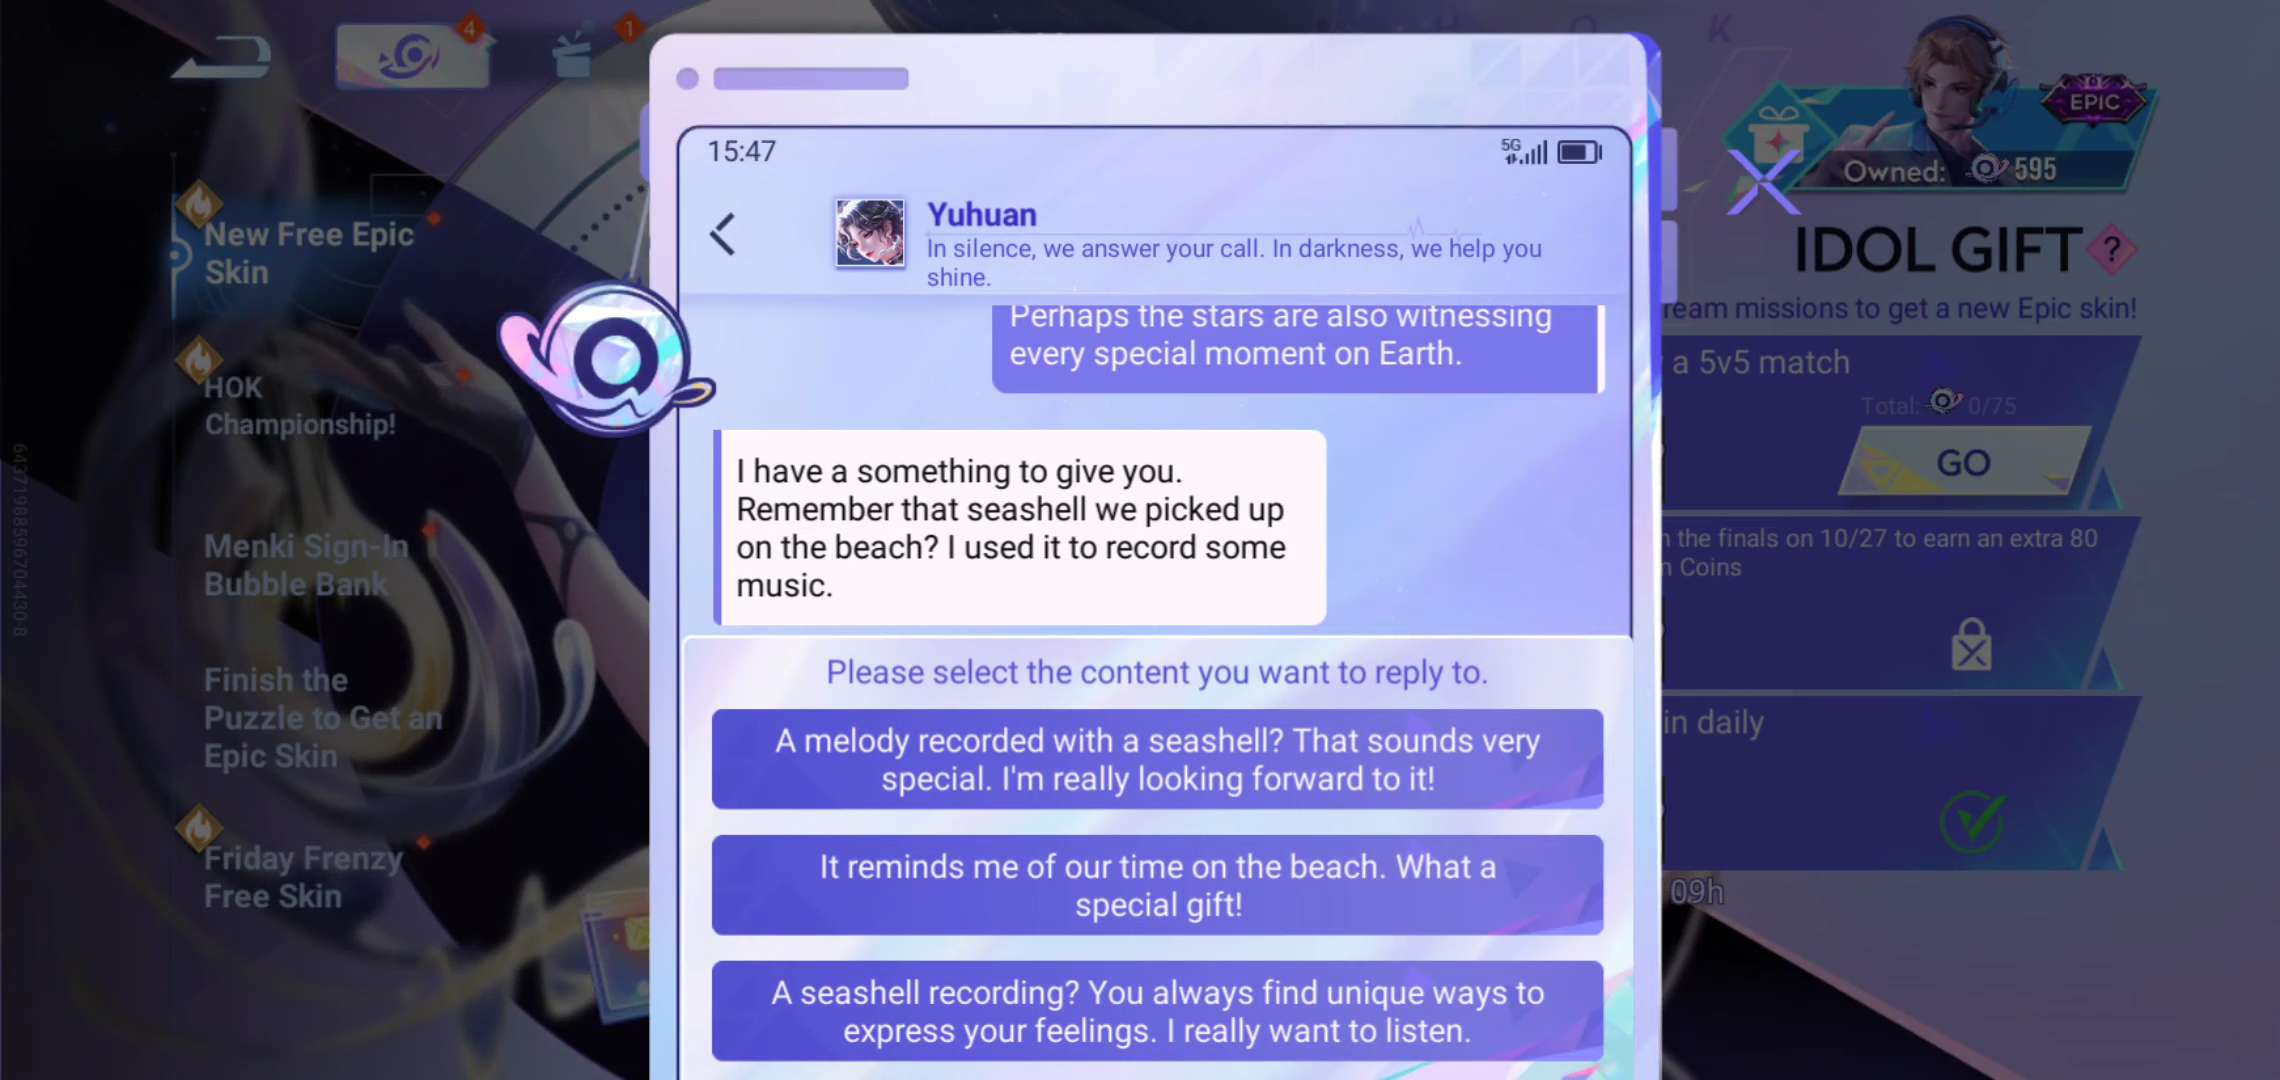 4
1
K
EPIC
Owned: 595
15:47
5G
Yuhuan
In silence, we answer your call. In darkness, we help you
shine.
New Free Epic
Skin
IDOL GIFT
?
ream missions to get a new Epic skin!
Perhaps the stars are also witnessing
every special moment on Earth.
a 5v5 match
Total: 0/75
GO
HOK
Championship!
I have a something to give you.
Remember that seashell we picked up
on the beach? I used it to record some
music.
64371988596704430-8
the finals on 10/27 to earn an extra 80
Coins
Menki Sign-In
Bubble Bank
Please select the content you want to reply to.
Finish the
Puzzle to Get an
Epic Skin
A melody recorded with a seashell? That sounds very
special. I'm really looking forward to it!
in daily
It reminds me of our time on the beach. What a
special gift!
Friday Frenzy
Free Skin
09h
A seashell recording? You always find unique ways to
express your feelings. I really want to listen.